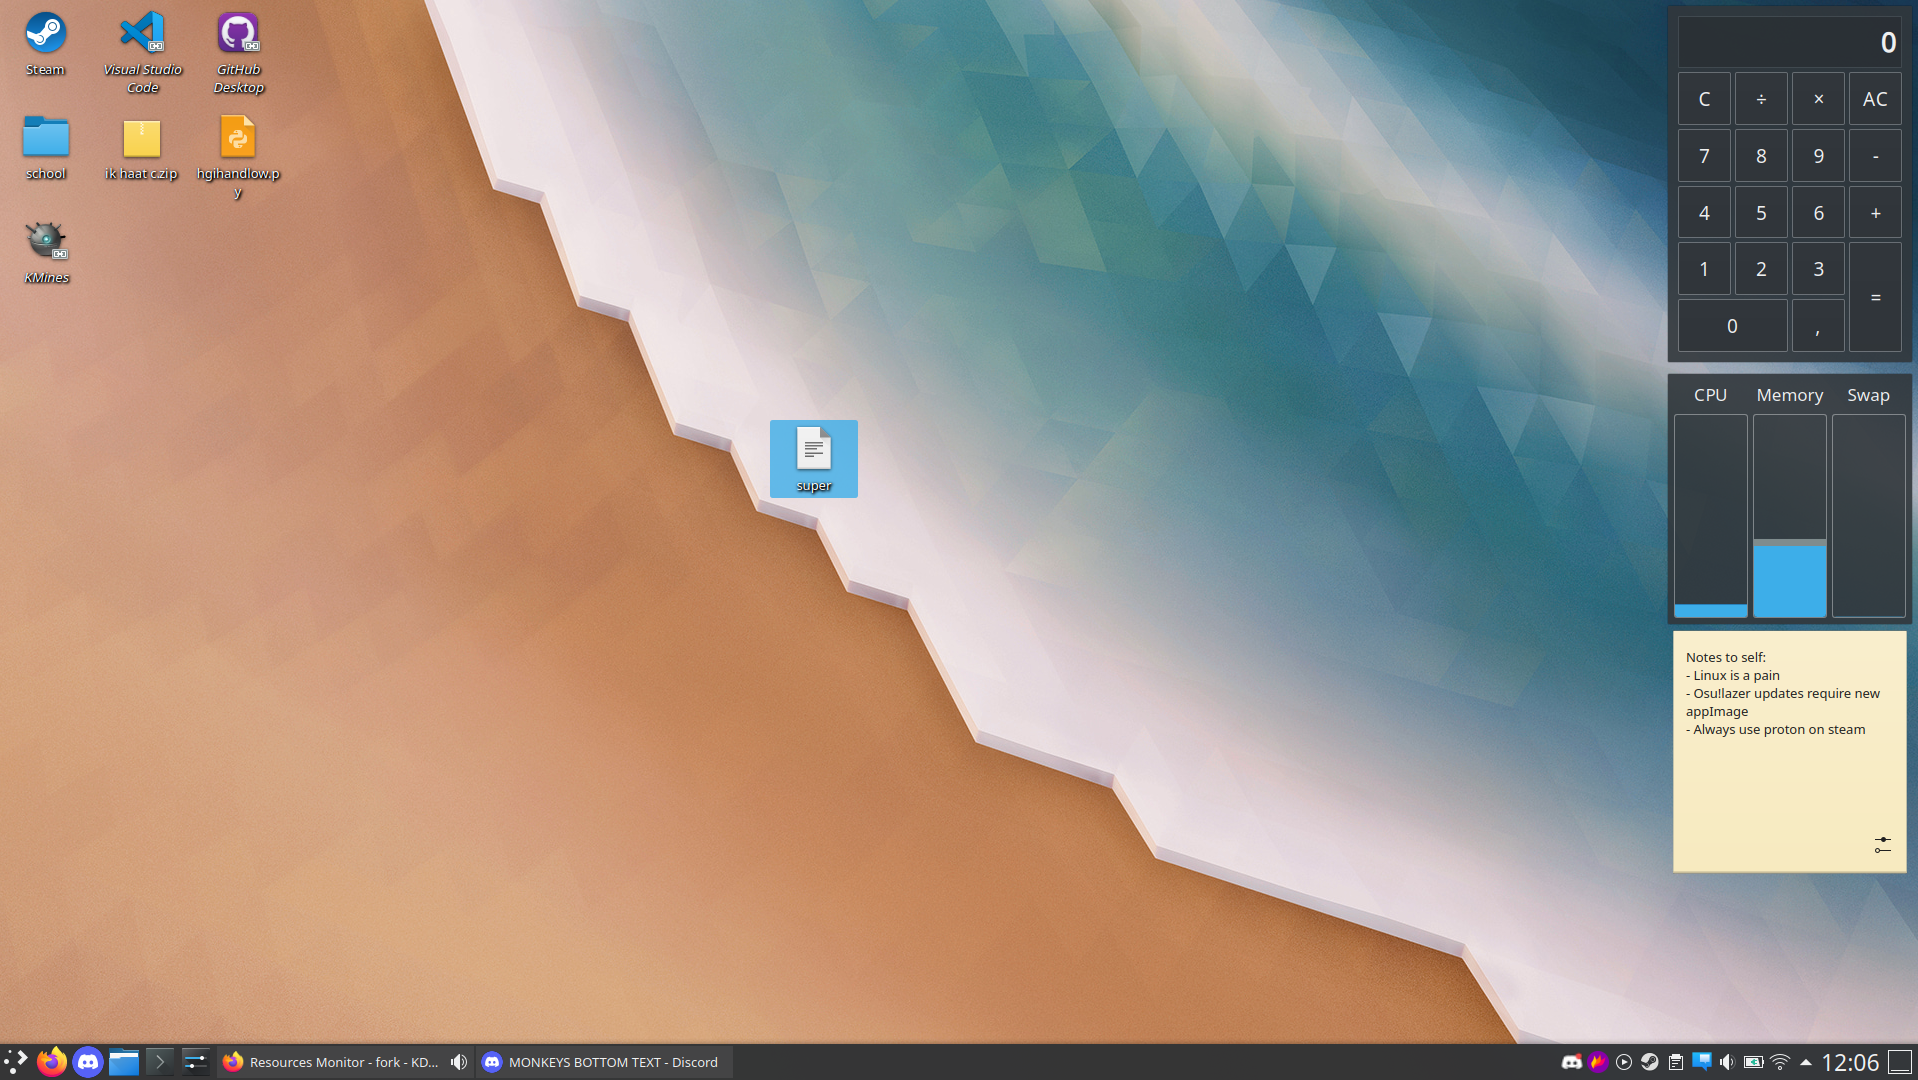 Steam
Visual Studio
Code
GitHub
Desktop
school
ik haat c.zip
hgihandlow.p
y
KMines
super
0
C
÷
×
AC
7
8
9
-
4
5
6
+
1
2
3
=
0
,
CPU
Memory
Swap
Notes to self:
- Linux is a pain
- Osu!lazer updates require new
appImage
- Always use proton on steam
Resources Monitor - fork - KD...
MONKEYS BOTTOM TEXT - Discord
12:06